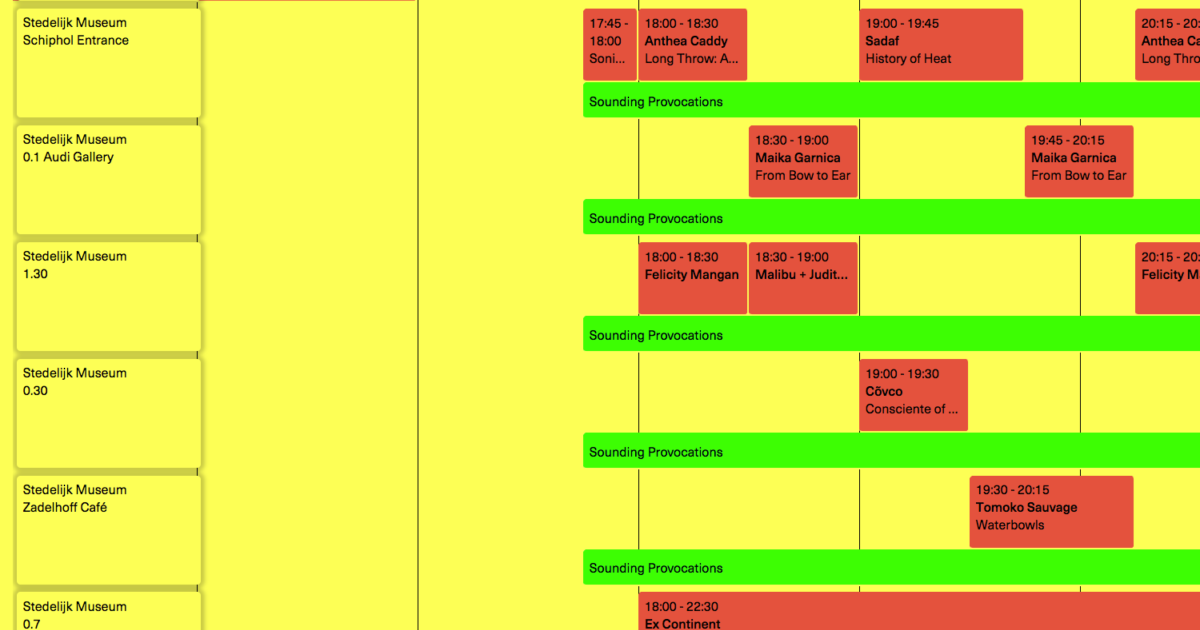 Stedelijk Museum
Schiphol Entrance
17:45 -
18:00
Soni...
18:00 - 18:30
Anthea Caddy
Long Throw: A...
19:00 - 19:45
Sadaf
History of Heat
20:15 - 20:
Anthea Ca
Long Thro
Sounding Provocations
Stedelijk Museum
0.1 Audi Gallery
18:30 - 19:00
Maika Garnica
From Bow to Ear
19:45 - 20:15
Maika Garnica
From Bow to Ear
Sounding Provocations
Stedelijk Museum
1.30
18:00 - 18:30
Felicity Mangan
18:30 - 19:00
Malibu + Judit...
20:15 - 20:
Felicity M
Sounding Provocations
Stedelijk Museum
0.30
19:00 - 19:30
Cõvco
Consciente of ...
Sounding Provocations
Stedelijk Museum
Zadelhoff Café
19:30 - 20:15
Tomoko Sauvage
Waterbowls
Sounding Provocations
Stedelijk Museum
0.7
18:00 - 22:30
Ex Continent